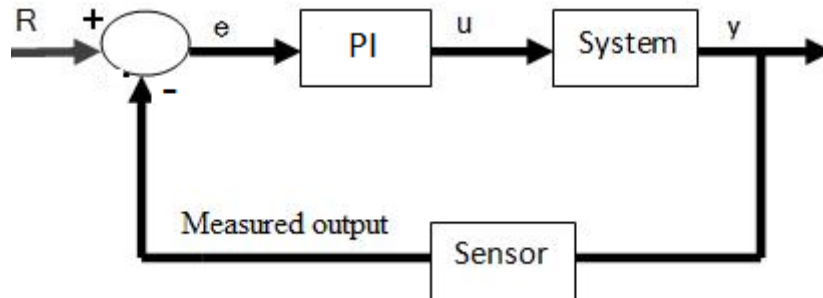 R + e PI u System y
-
Measured output
Sensor